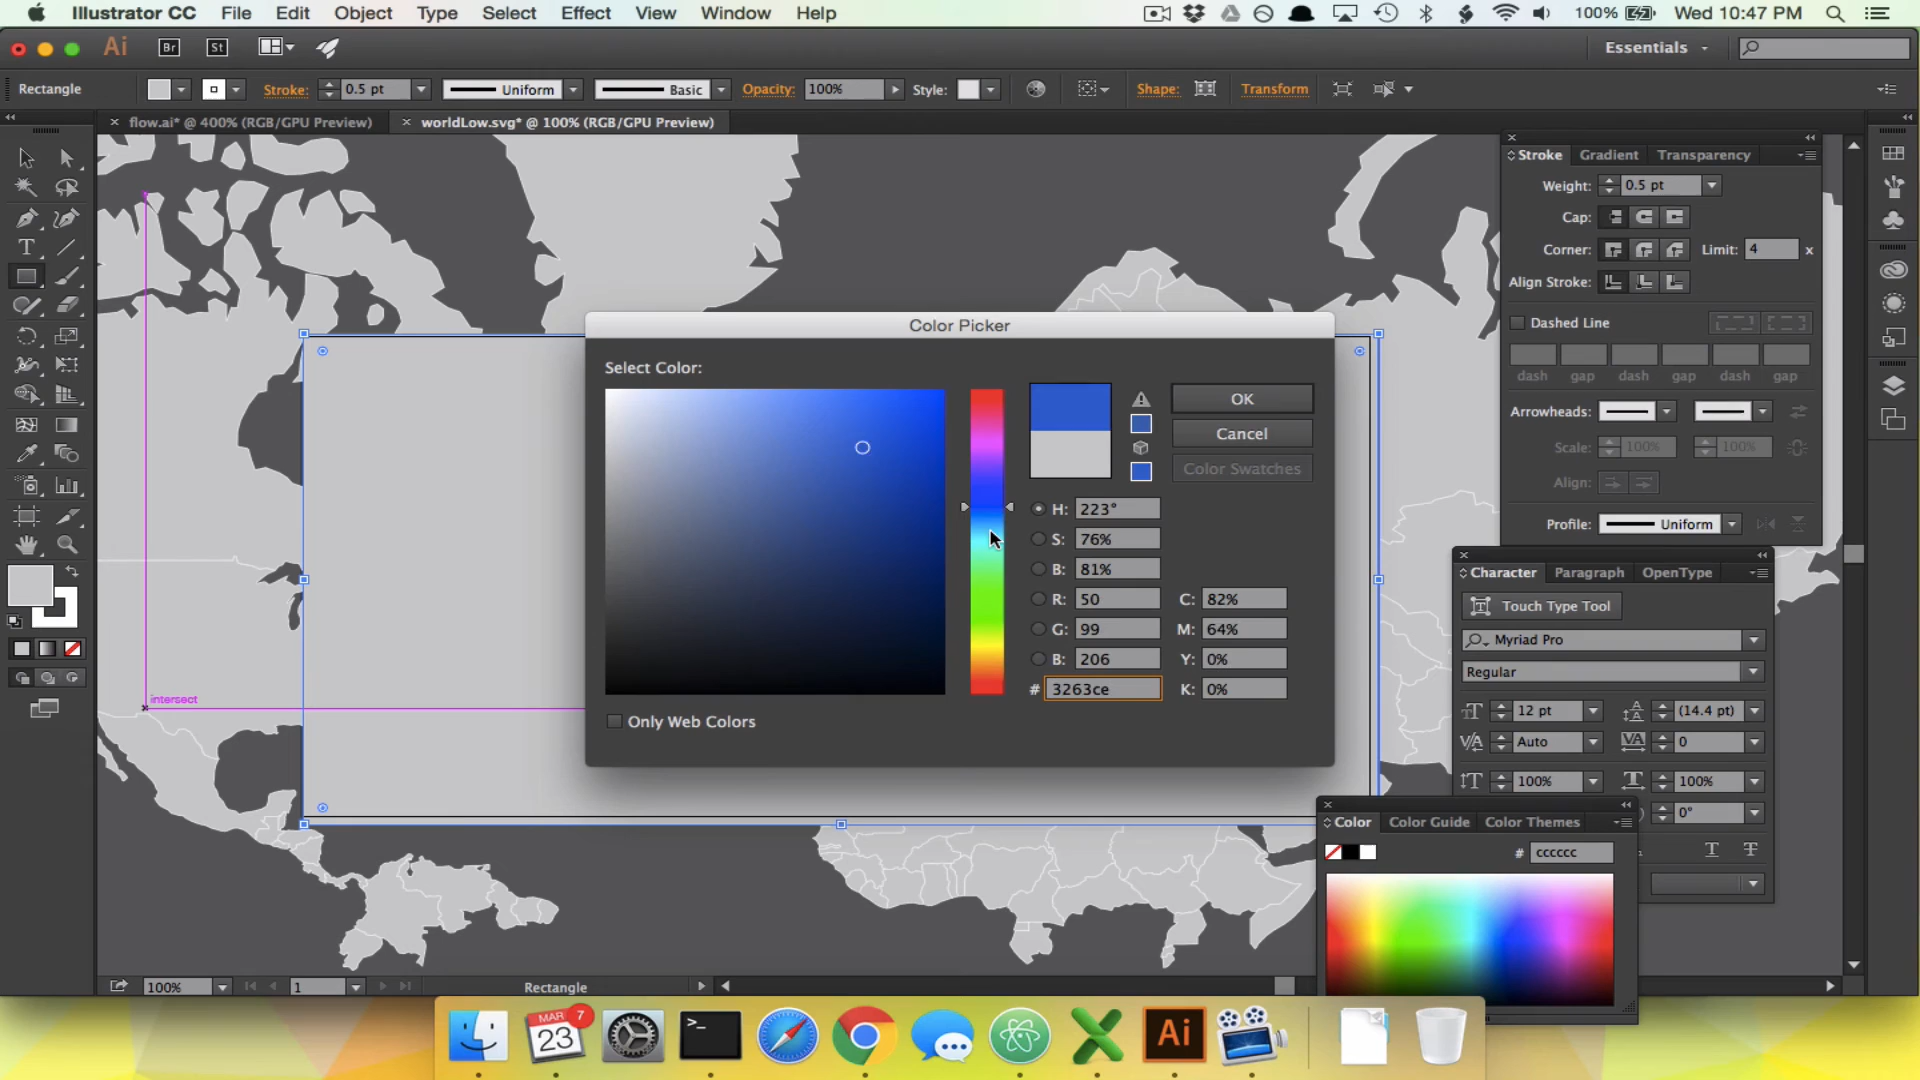 Illustrator CC File Edit Object Type Select Effect View Window Help 100% Wed 10:47 PM
Ai Br St Essentials
Rectangle Stroke: 0.5 pt Uniform Basic Opacity: 100% Style: Shape: Transform
flow.ai* @ 400% (RGB/GPU Preview) worldLow.svg* @ 100% (RGB/GPU Preview)
Stroke Gradient Transparency
Weight: 0.5 pt
Cap:
Corner: Limit: 4 x
Align Stroke:
Dashed Line
dash gap dash gap dash gap
Arrowheads:
Scale: 100% 100%
Align:
Profile: Uniform
Color Picker
Select Color:
OK
Cancel
Color Swatches
H: 223°
S: 76%
B: 81%
R: 50 C: 82%
G: 99 M: 64%
B: 206 Y: 0%
# 3263ce K: 0%
Only Web Colors
intersect
Character Paragraph OpenType
Touch Type Tool
Myriad Pro
Regular
12 pt (14.4 pt)
Auto 0
100% 100%
0°
Color Color Guide Color Themes
# cccccc
100% 1 Rectangle
MAR 7
23
Ai